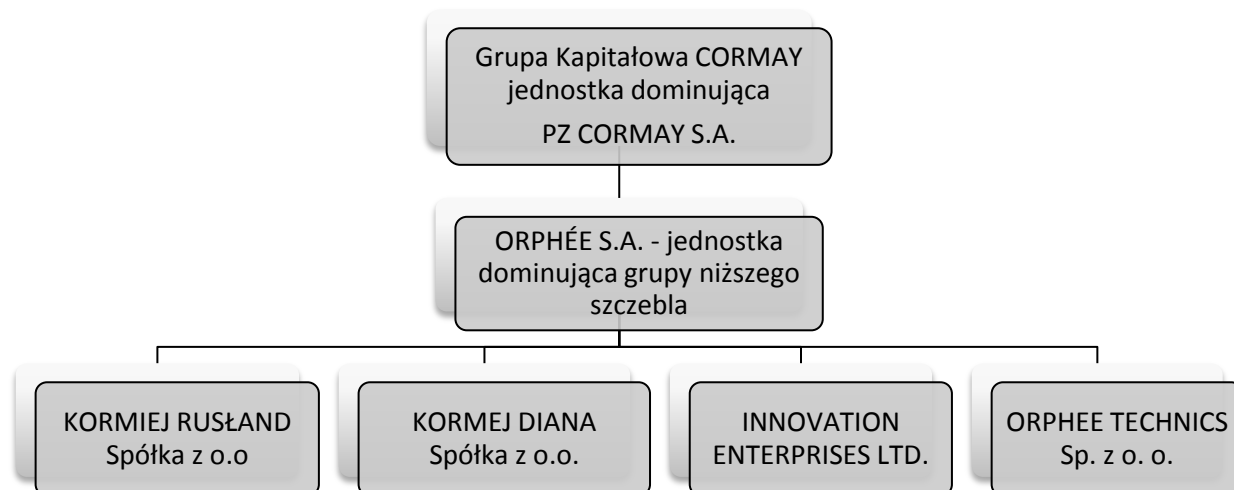 Grupa Kapitałowa CORMAY
jednostka dominująca
PZ CORMAY S.A.
ORPHÉE S.A. - jednostka
dominująca grupy niższego
szczebla
KORMIEJ RUSŁAND
Spółka z o.o
KORMEJ DIANA
Spółka z o.o.
INNOVATION
ENTERPRISES LTD.
ORPHEE TECHNICS
Sp. z o. o.